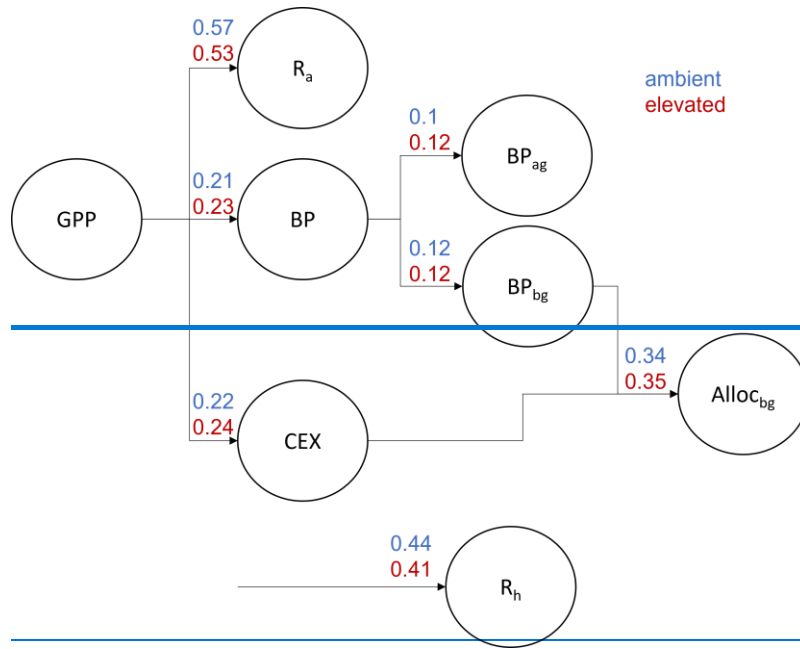 0.57
0.53
Ra
ambient
elevated
0.1
0.12
BPag
GPP
0.21
0.23
BP
0.12
0.12
BPbg
0.34
0.35
Allocbg
0.22
0.24
CEX
0.44
0.41
Rh